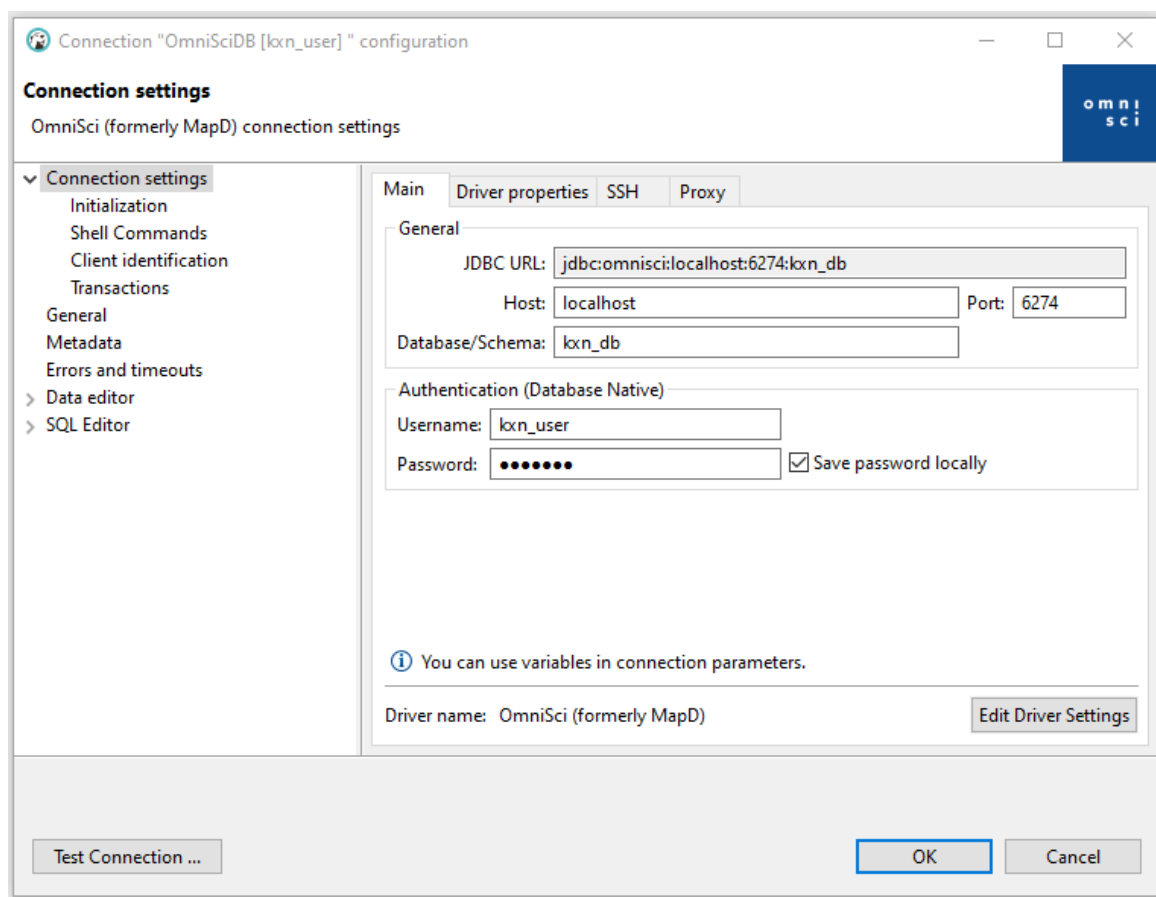 Connection "OmniSciDB [kxn_user] " configuration
Connection settings
OmniSci (formerly MapD) connection settings
omni
sci
Connection settings
Initialization
Shell Commands
Client identification
Transactions
General
Metadata
Errors and timeouts
Data editor
SQL Editor
Main Driver properties SSH Proxy
General
JDBC URL: jdbc:omnisci:localhost:6274:kxn_db
Host: localhost Port: 6274
Database/Schema: kxn_db
Authentication (Database Native)
Username: kxn_user
Password: ●●●●●●● Save password locally
You can use variables in connection parameters.
Driver name: OmniSci (formerly MapD) Edit Driver Settings
Test Connection ... OK Cancel